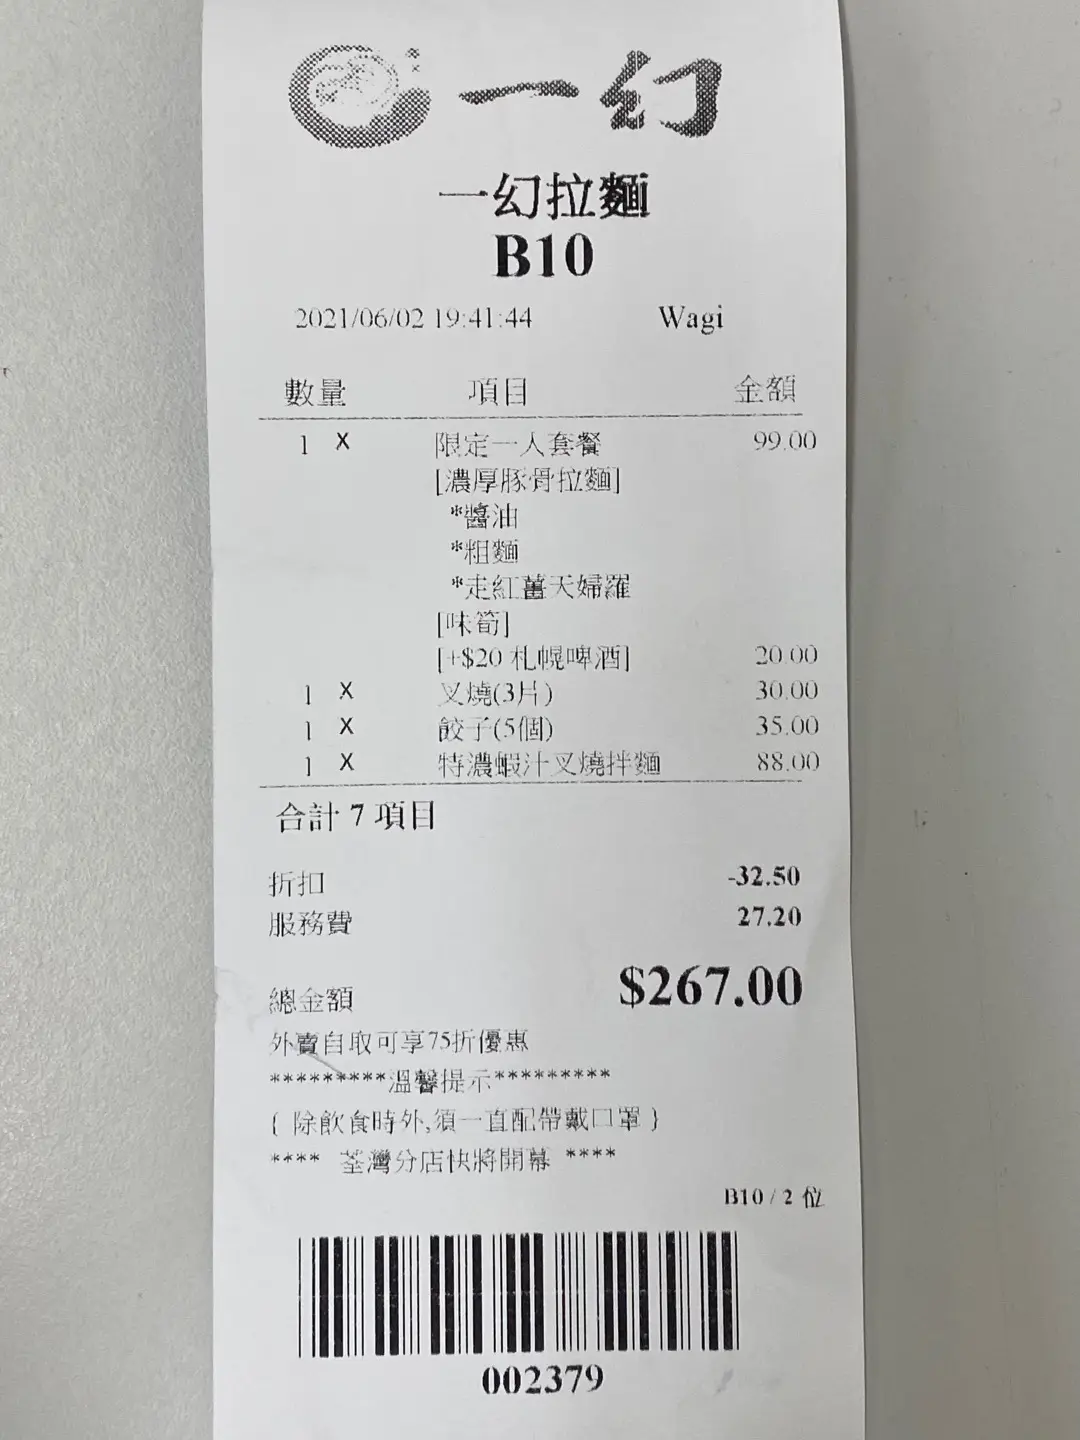 一幻
一幻拉麵
B10
2021/06/02 19:41:44 Wagi
數量 項目 金額
1 X 限定一人套餐 99.00
[濃厚豚骨拉麵]
*醬油
*粗麵
*走紅薑天婦羅
[味筍]
[+$20 札幌啤酒] 20.00
1 X 叉燒(3片) 30.00
1 X 餃子(5個) 35.00
1 X 特濃蝦汁叉燒拌麵 88.00
合計 7 項目
折扣 -32.50
服務費 27.20
總金額 $267.00
外賣自取可享75折優惠
*********溫馨提示*********
{ 除飲食時外,須一直配帶戴口罩 }
**** 荃灣分店快將開幕 ****
B10 / 2 位
002379